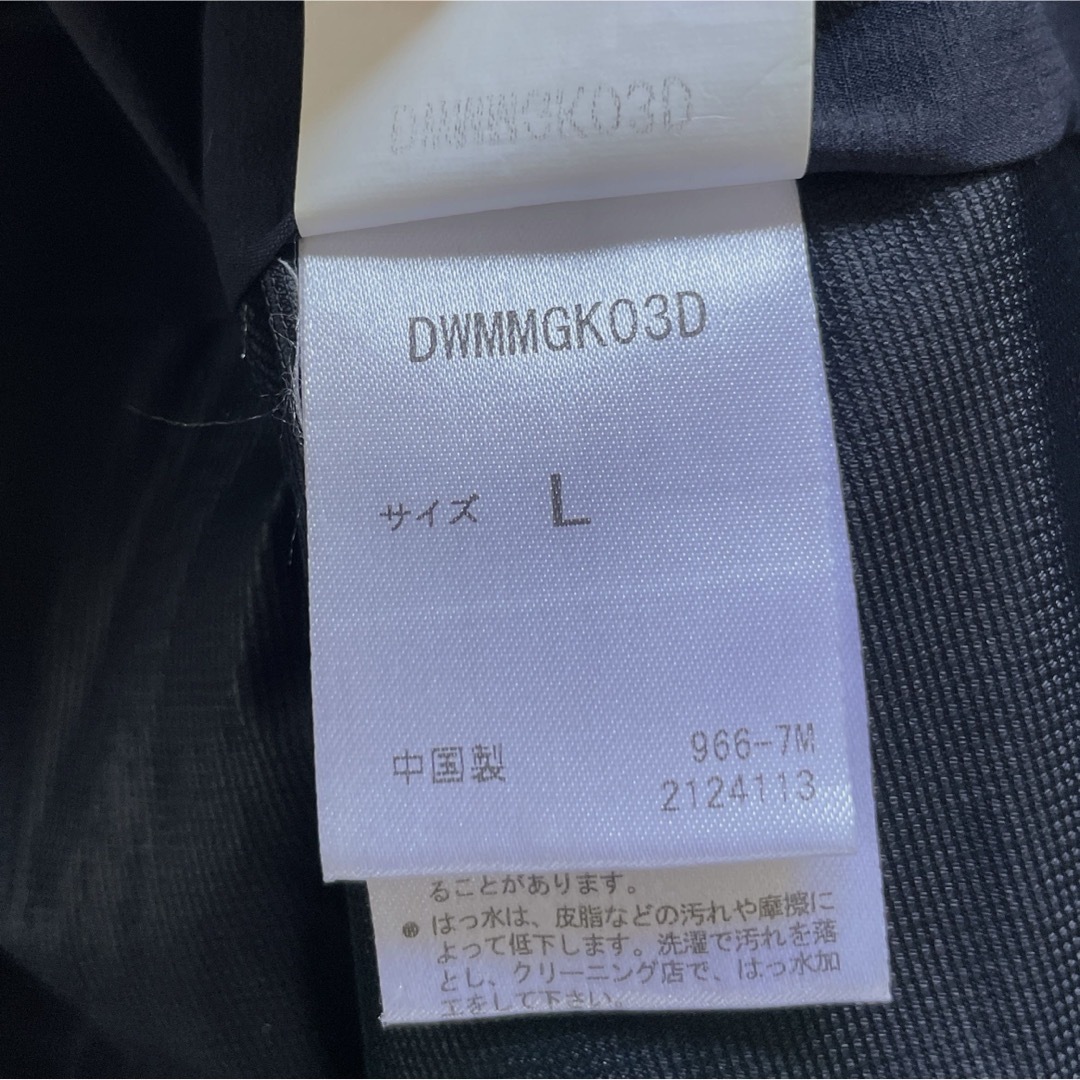 DWMMGK03D
DWMMGK03D
サイズ L
中国製 966-7M
2124113
ることがあります。
● はっ水は、皮脂などの汚れや摩擦に
よって低下します。洗濯で汚れを落
とし、クリーニング店で、はっ水加
工をして下さい。